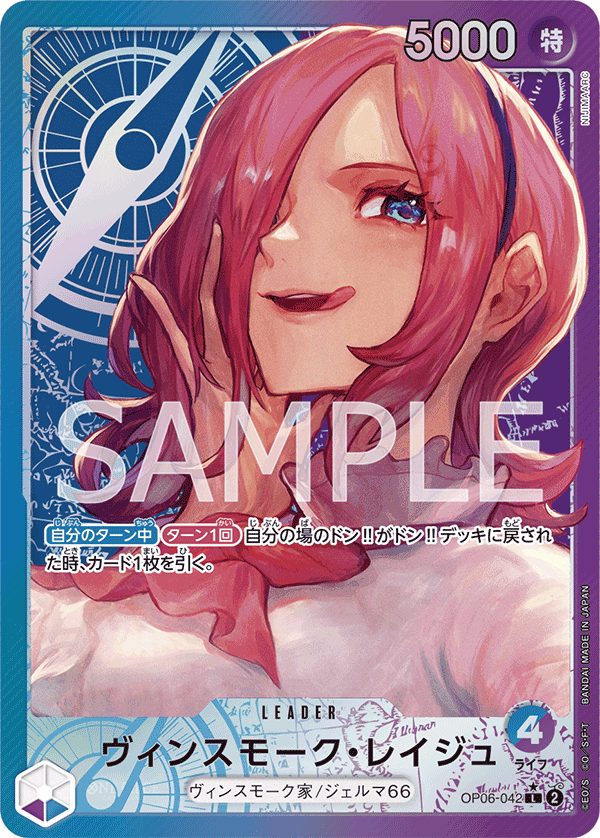 5000 特
NIJIMAARC
SAMPLE
自分のターン中 ターン1回 自分の場のドン!!がドン!!デッキに戻され
た時、カード1枚を引く。
LEADER
ヴィンスモーク・レイジュ
4
ライフ
ヴィンスモーク家/ジェルマ66
OP06-042 ★ L 2
©E.O/S ©O/S・F・T BANDAI MADE IN JAPAN